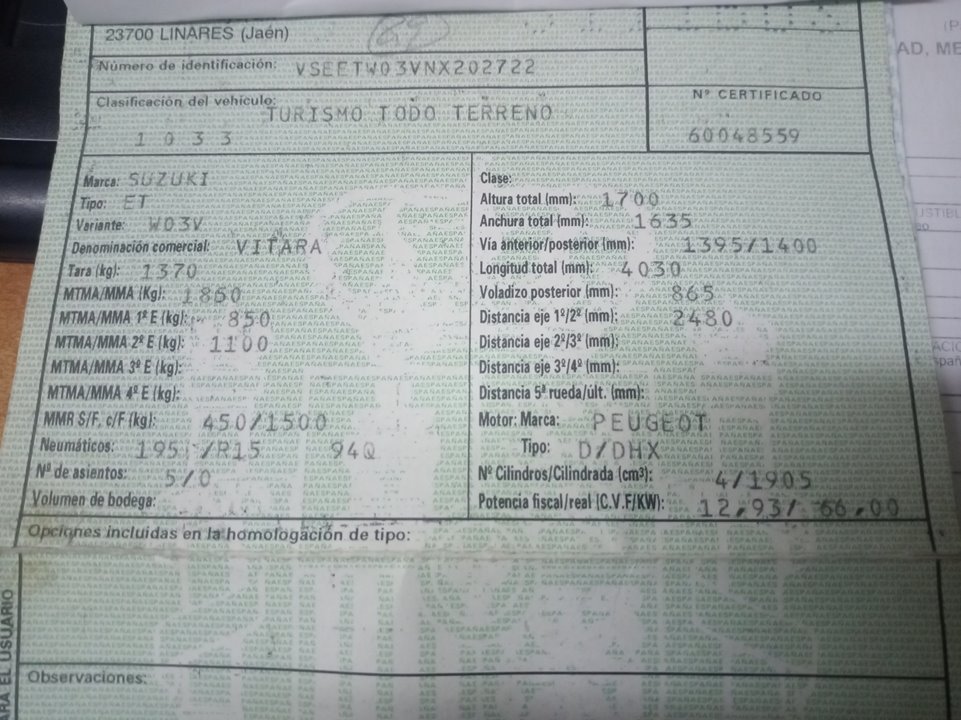 23700 LINARES (Jaén)
Número de identificación: VSEETW03VNX202722
Clasificación del vehículo: TURISMO TODO TERRENO
1033
Nº CERTIFICADO
60048559
Marca: SUZUKI
Tipo: ET
Variante: W03V
Denominación comercial: VITARA
Tara (kg): 1370
MTMA/MMA (Kg): 1850
MTMA/MMA 1º E (kg): 850
MTMA/MMA 2º E (kg): 1100
MTMA/MMA 3º E (kg):
MTMA/MMA 4º E (kg):
MMR S/F, c/F (kg): 450/1500
Neumáticos: 195 /R15 94Q
Nº de asientos: 5/0
Volumen de bodega:
Clase:
Altura total (mm): 1700
Anchura total (mm): 1635
Vía anterior/posterior (mm): 1395/1400
Longitud total (mm): 4030
Voladizo posterior (mm): 865
Distancia eje 1º/2º (mm): 2480
Distancia eje 2º/3º (mm):
Distancia eje 3º/4º (mm):
Distancia 5ª rueda/últ. (mm):
Motor: Marca: PEUGEOT
Tipo: D/DHX
Nº Cilindros/Cilindrada (cm³): 4/1905
Potencia fiscal/real (C.V.F/KW): 12,93/ 66,00
Opciones incluidas en la homologación de tipo:
Observaciones:
ARA EL USUARIO
AD, ME